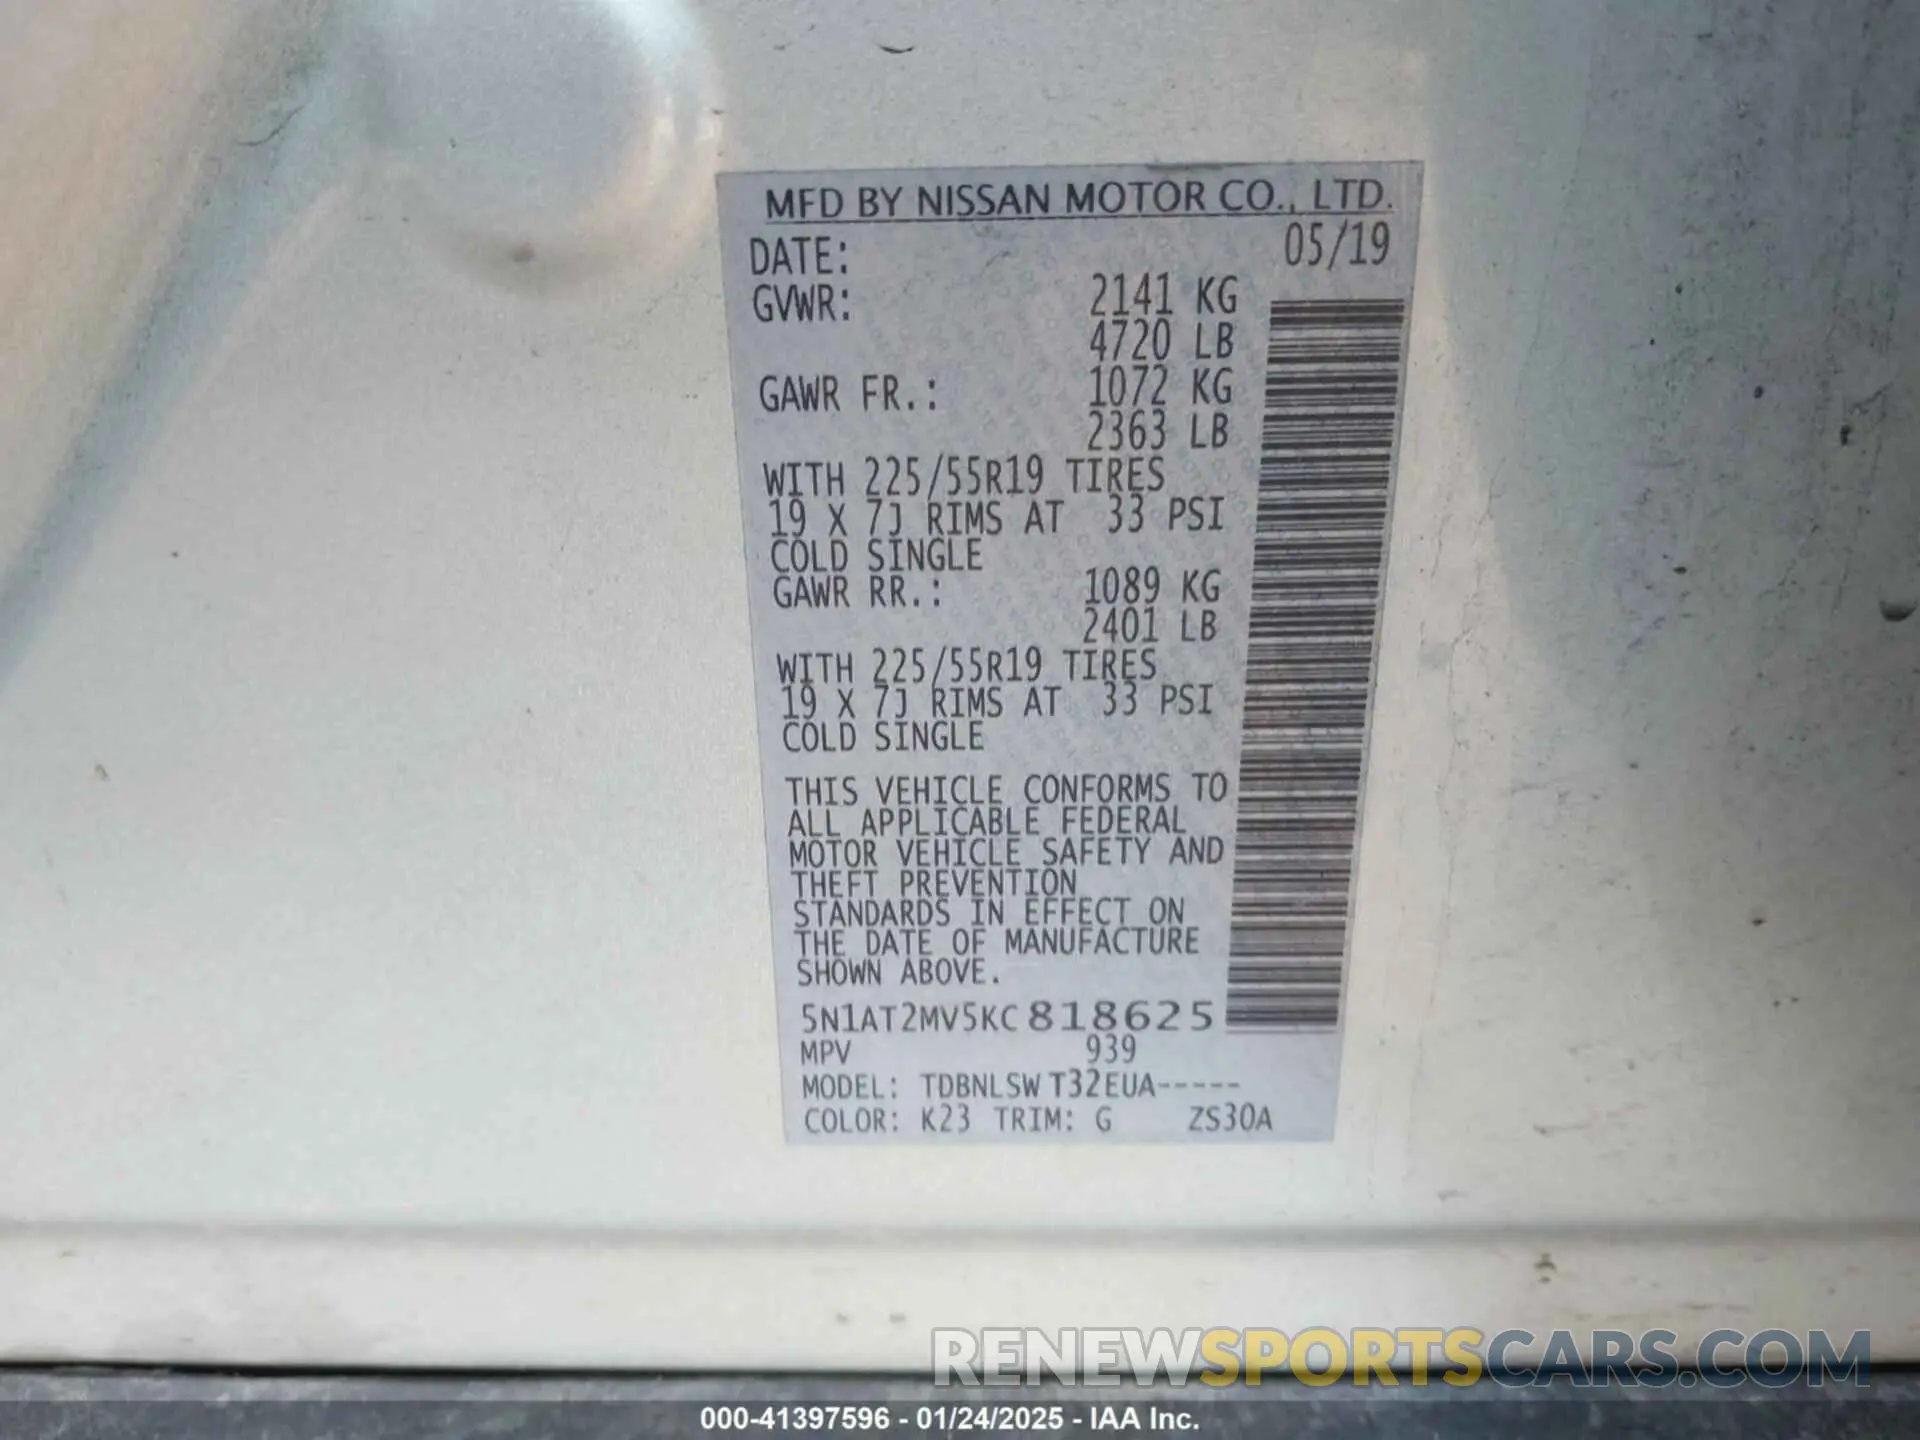 MFD BY NISSAN MOTOR CO., LTD.
DATE: 05/19
GVWR: 2141 KG
4720 LB
GAWR FR.: 1072 KG
2363 LB
WITH 225/55R19 TIRES
19 X 7J RIMS AT 33 PSI
COLD SINGLE
GAWR RR.: 1089 KG
2401 LB
WITH 225/55R19 TIRES
19 X 7J RIMS AT 33 PSI
COLD SINGLE
THIS VEHICLE CONFORMS TO
ALL APPLICABLE FEDERAL
MOTOR VEHICLE SAFETY AND
THEFT PREVENTION
STANDARDS IN EFFECT ON
THE DATE OF MANUFACTURE
SHOWN ABOVE.
5N1AT2MV5KC818625
MPV 939
MODEL: TDBNLSW T32EUA-----
COLOR: K23 TRIM: G ZS30A
RENEWSPORTSCARS.COM
000-41397596 - 01/24/2025 - IAA Inc.